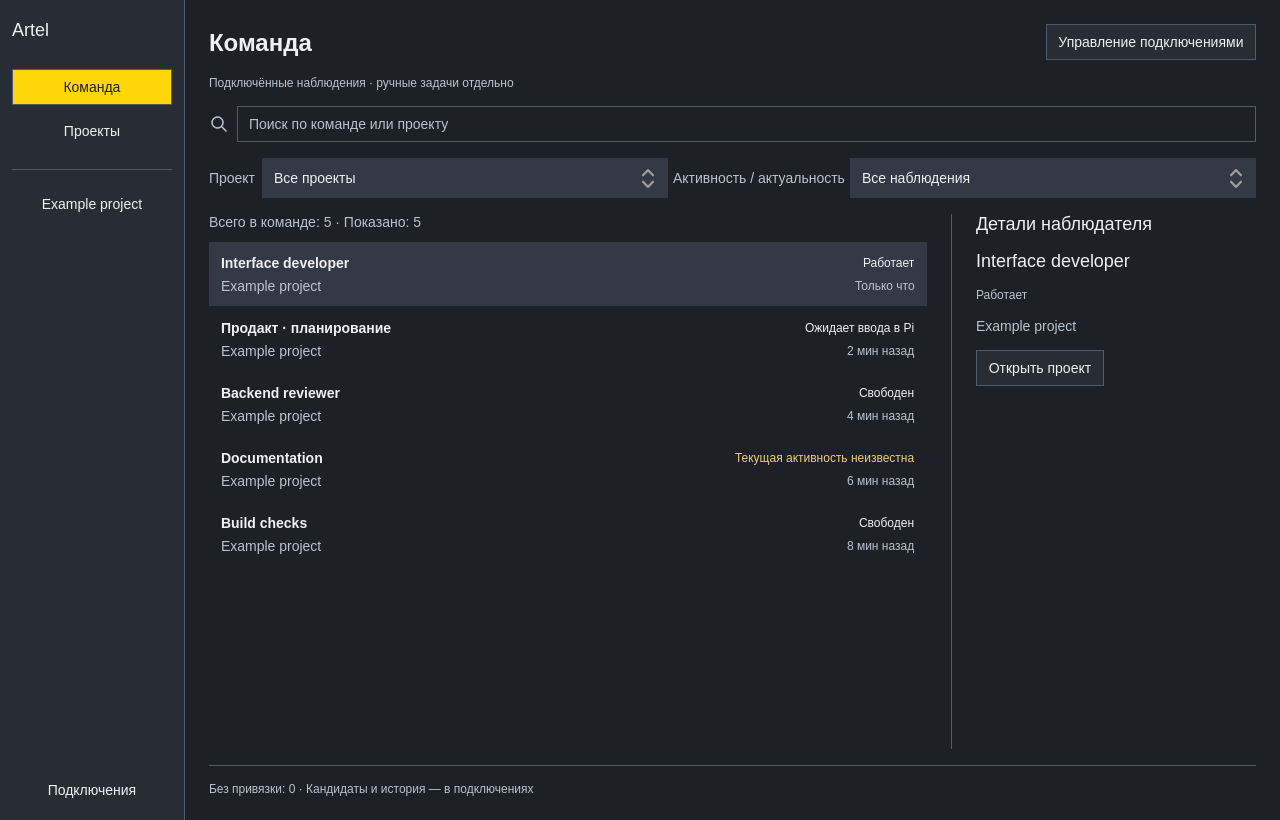 Artel
Команда
Проекты
Example project
Подключения
Команда
Управление подключениями
Подключённые наблюдения · ручные задачи отдельно
Поиск по команде или проекту
Проект Все проекты Активность / актуальность Все наблюдения
Всего в команде: 5 · Показано: 5
Interface developer Работает
Example project Только что
Продакт · планирование Ожидает ввода в Pi
Example project 2 мин назад
Backend reviewer Свободен
Example project 4 мин назад
Documentation Текущая активность неизвестна
Example project 6 мин назад
Build checks Свободен
Example project 8 мин назад
Детали наблюдателя
Interface developer
Работает
Example project
Открыть проект
Без привязки: 0 · Кандидаты и история — в подключениях